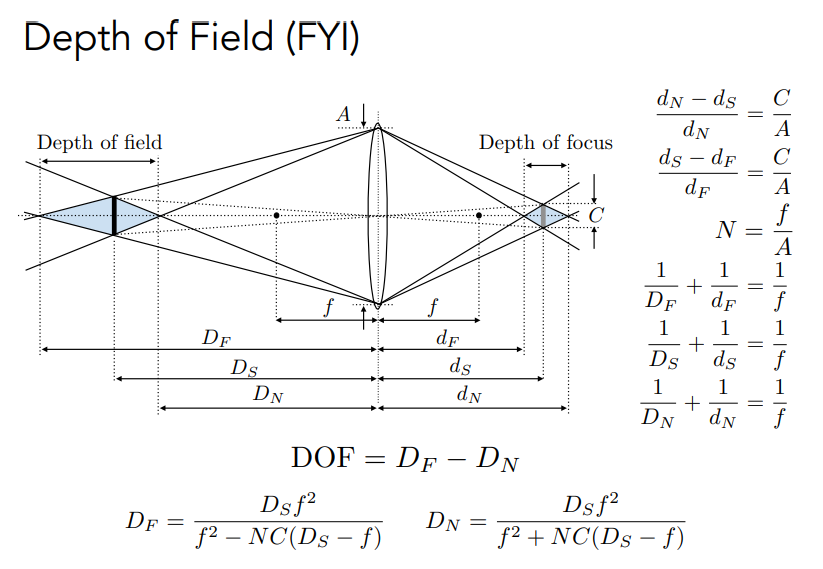 Depth of Field (FYI)
A
Depth of field
Depth of focus
C
f f
D_F d_F
D_S d_S
D_N d_N
\frac{d_N - d_S}{d_N} = \frac{C}{A}
\frac{d_S - d_F}{d_F} = \frac{C}{A}
N = \frac{f}{A}
\frac{1}{D_F} + \frac{1}{d_F} = \frac{1}{f}
\frac{1}{D_S} + \frac{1}{d_S} = \frac{1}{f}
\frac{1}{D_N} + \frac{1}{d_N} = \frac{1}{f}
DOF = D_F - D_N
D_F = \frac{D_S f^2}{f^2 - NC(D_S - f)} D_N = \frac{D_S f^2}{f^2 + NC(D_S - f)}